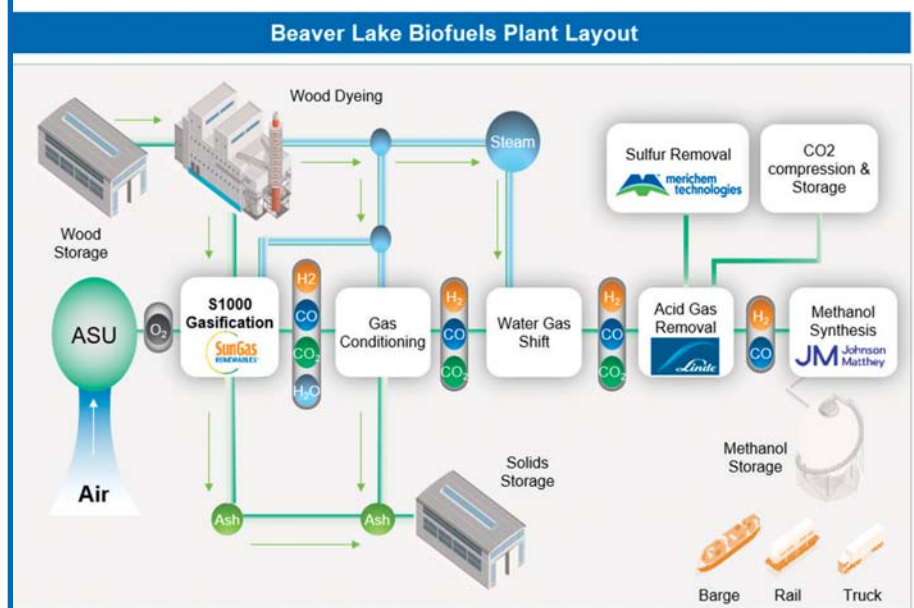 Beaver Lake Biofuels Plant Layout
Wood Dyeing
Steam
Sulfur Removal
merichem
technologies
CO2
compression &
Storage
Wood
Storage
ASU
O₂
S1000
Gasification
SunGas
RENEWABLES
H2
CO
CO₂
H₂O
Gas
Conditioning
H₂
CO
CO₂
Water Gas
Shift
H₂
CO
CO₂
Acid Gas
Removal
Linde
H₂
CO
Methanol
Synthesis
JM Johnson
Matthey
Air
Ash
Ash
Solids
Storage
Methanol
Storage
Barge
Rail
Truck